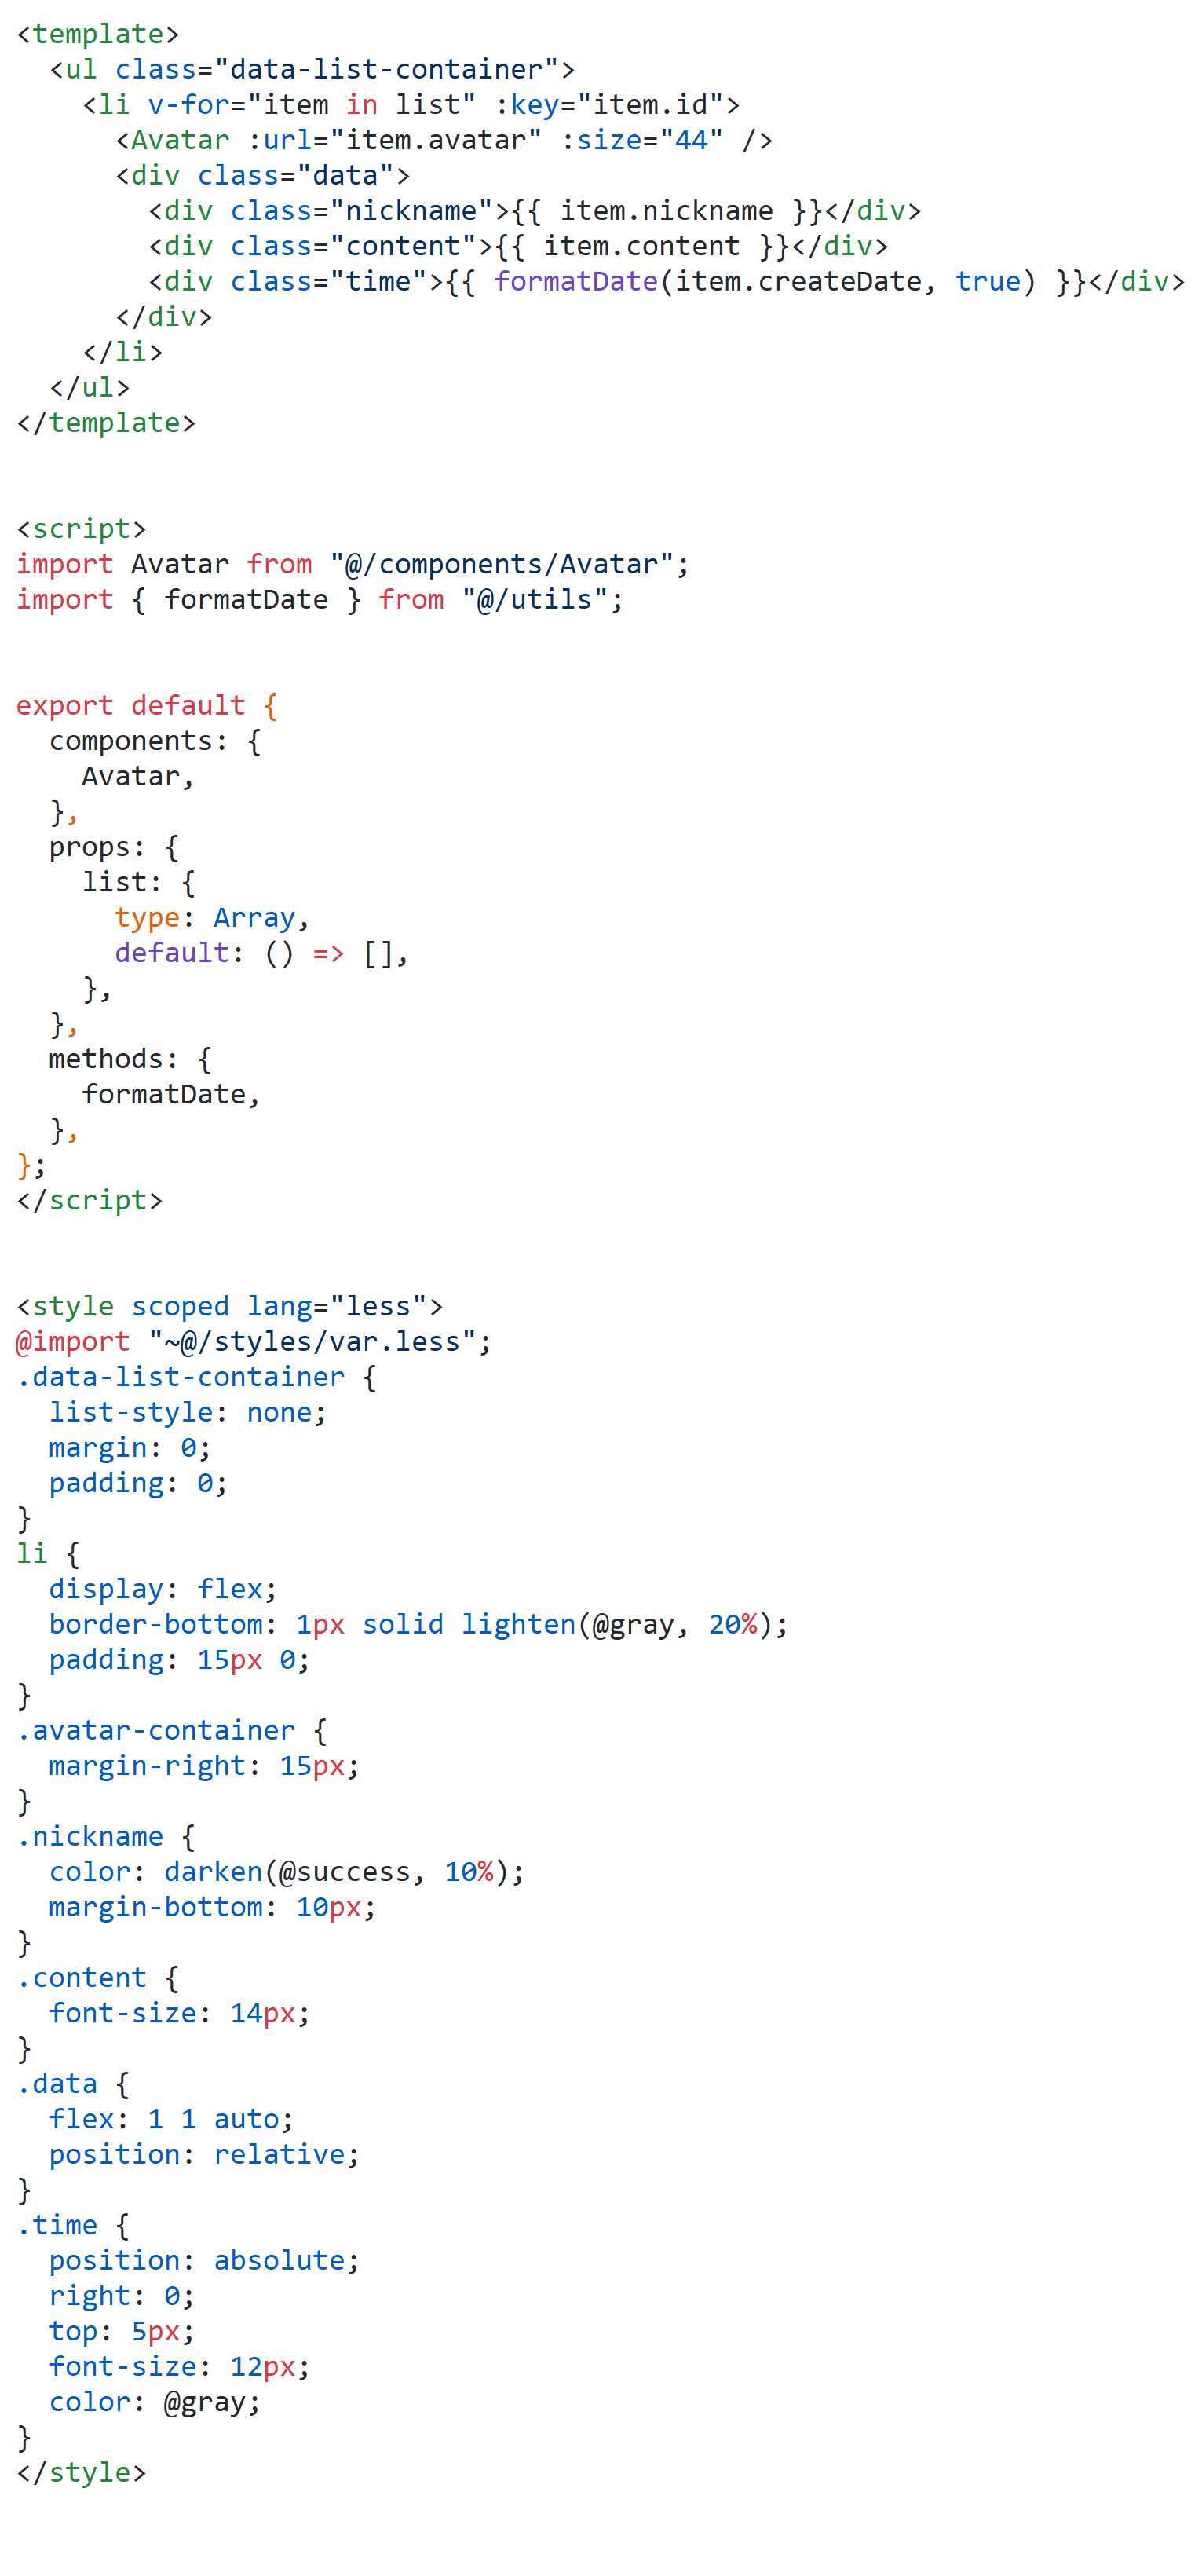 <template>
  <ul class="data-list-container">
    <li v-for="item in list" :key="item.id">
      <Avatar :url="item.avatar" :size="44" />
      <div class="data">
        <div class="nickname">{{ item.nickname }}</div>
        <div class="content">{{ item.content }}</div>
        <div class="time">{{ formatDate(item.createDate, true) }}</div>
      </div>
    </li>
  </ul>
</template>

<script>
import Avatar from "@/components/Avatar";
import { formatDate } from "@/utils";

export default {
  components: {
    Avatar,
  },
  props: {
    list: {
      type: Array,
      default: () => [],
    },
  },
  methods: {
    formatDate,
  },
};
</script>

<style scoped lang="less">
@import "~@/styles/var.less";
.data-list-container {
  list-style: none;
  margin: 0;
  padding: 0;
}
li {
  display: flex;
  border-bottom: 1px solid lighten(@gray, 20%);
  padding: 15px 0;
}
.avatar-container {
  margin-right: 15px;
}
.nickname {
  color: darken(@success, 10%);
  margin-bottom: 10px;
}
.content {
  font-size: 14px;
}
.data {
  flex: 1 1 auto;
  position: relative;
}
.time {
  position: absolute;
  right: 0;
  top: 5px;
  font-size: 12px;
  color: @gray;
}
</style>